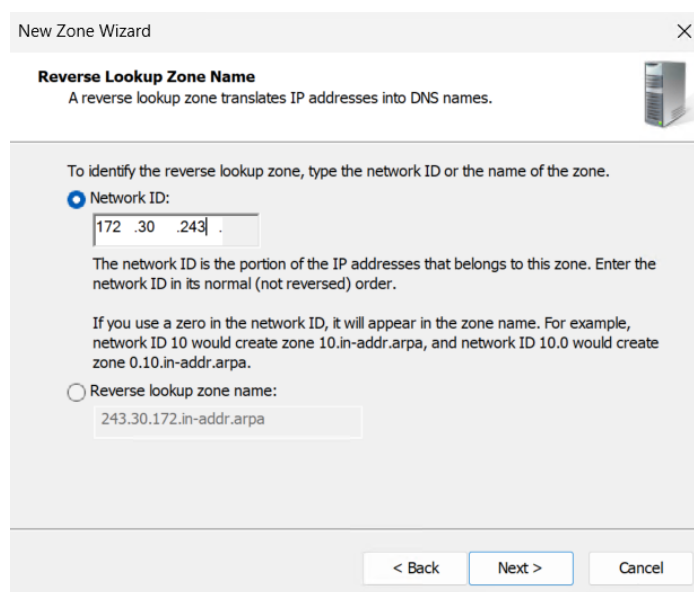 New Zone Wizard
Reverse Lookup Zone Name
A reverse lookup zone translates IP addresses into DNS names.
To identify the reverse lookup zone, type the network ID or the name of the zone.
Network ID:
172 .30 .243 .
The network ID is the portion of the IP addresses that belongs to this zone. Enter the
network ID in its normal (not reversed) order.
If you use a zero in the network ID, it will appear in the zone name. For example,
network ID 10 would create zone 10.in-addr.arpa, and network ID 10.0 would create
zone 0.10.in-addr.arpa.
Reverse lookup zone name:
243.30.172.in-addr.arpa
< Back Next > Cancel